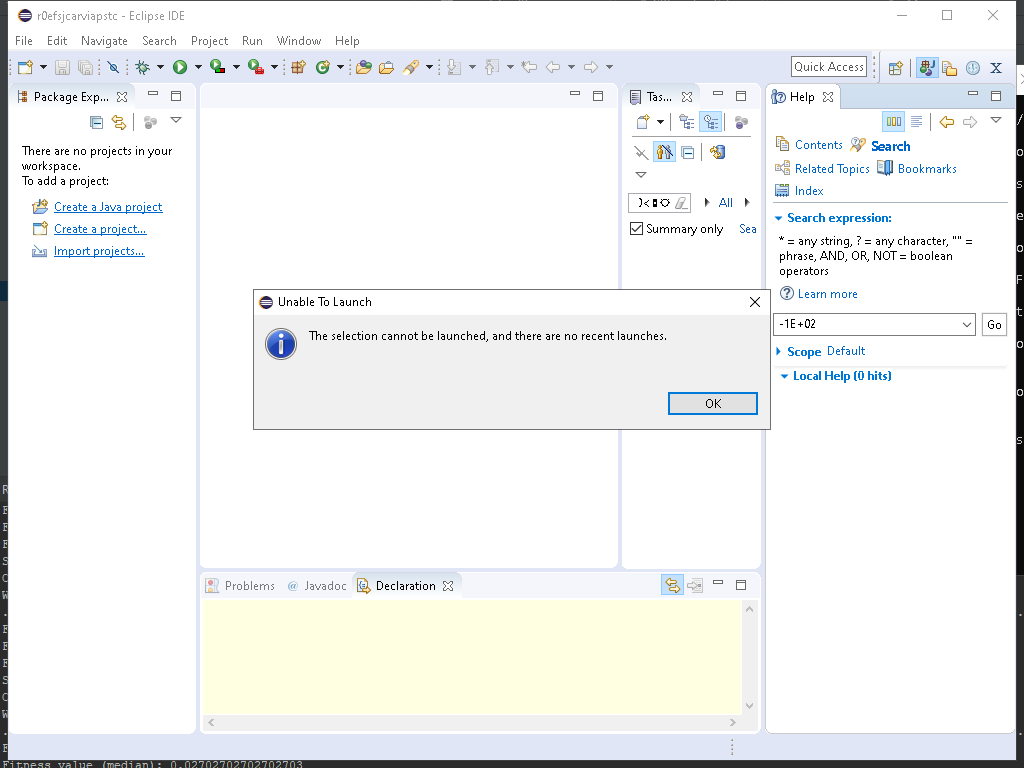 r0efsjcarviapstc - Eclipse IDE
File Edit Navigate Search Project Run Window Help
Quick Access
Package Exp...
There are no projects in your
workspace.
To add a project:
Create a Java project
Create a project...
Import projects...
Tas...
All
Summary only Sea
Help
Contents Search
Related Topics Bookmarks
Index
Search expression:
* = any string, ? = any character, "" =
phrase, AND, OR, NOT = boolean
operators
Learn more
-1E+02
Go
Scope Default
Local Help (0 hits)
Unable To Launch
The selection cannot be launched, and there are no recent launches.
OK
Problems @ Javadoc Declaration
Fitness value (median): 0.02702702702702703